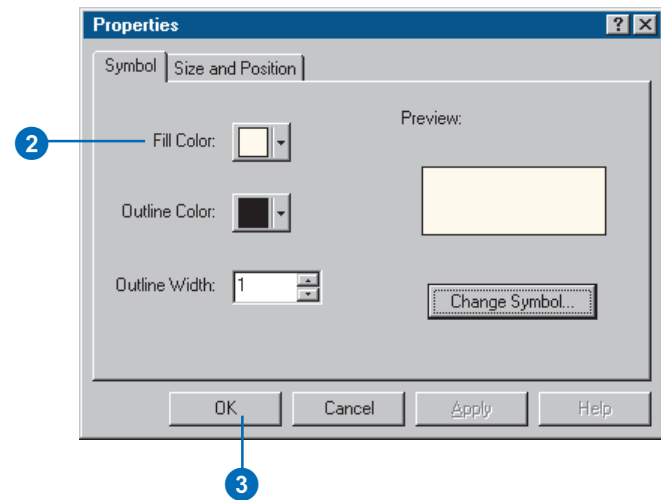 Properties
? ×
Symbol Size and Position
2 Fill Color:
Preview:
Outline Color:
Outline Width: 1
Change Symbol...
OK Cancel Apply Help
3